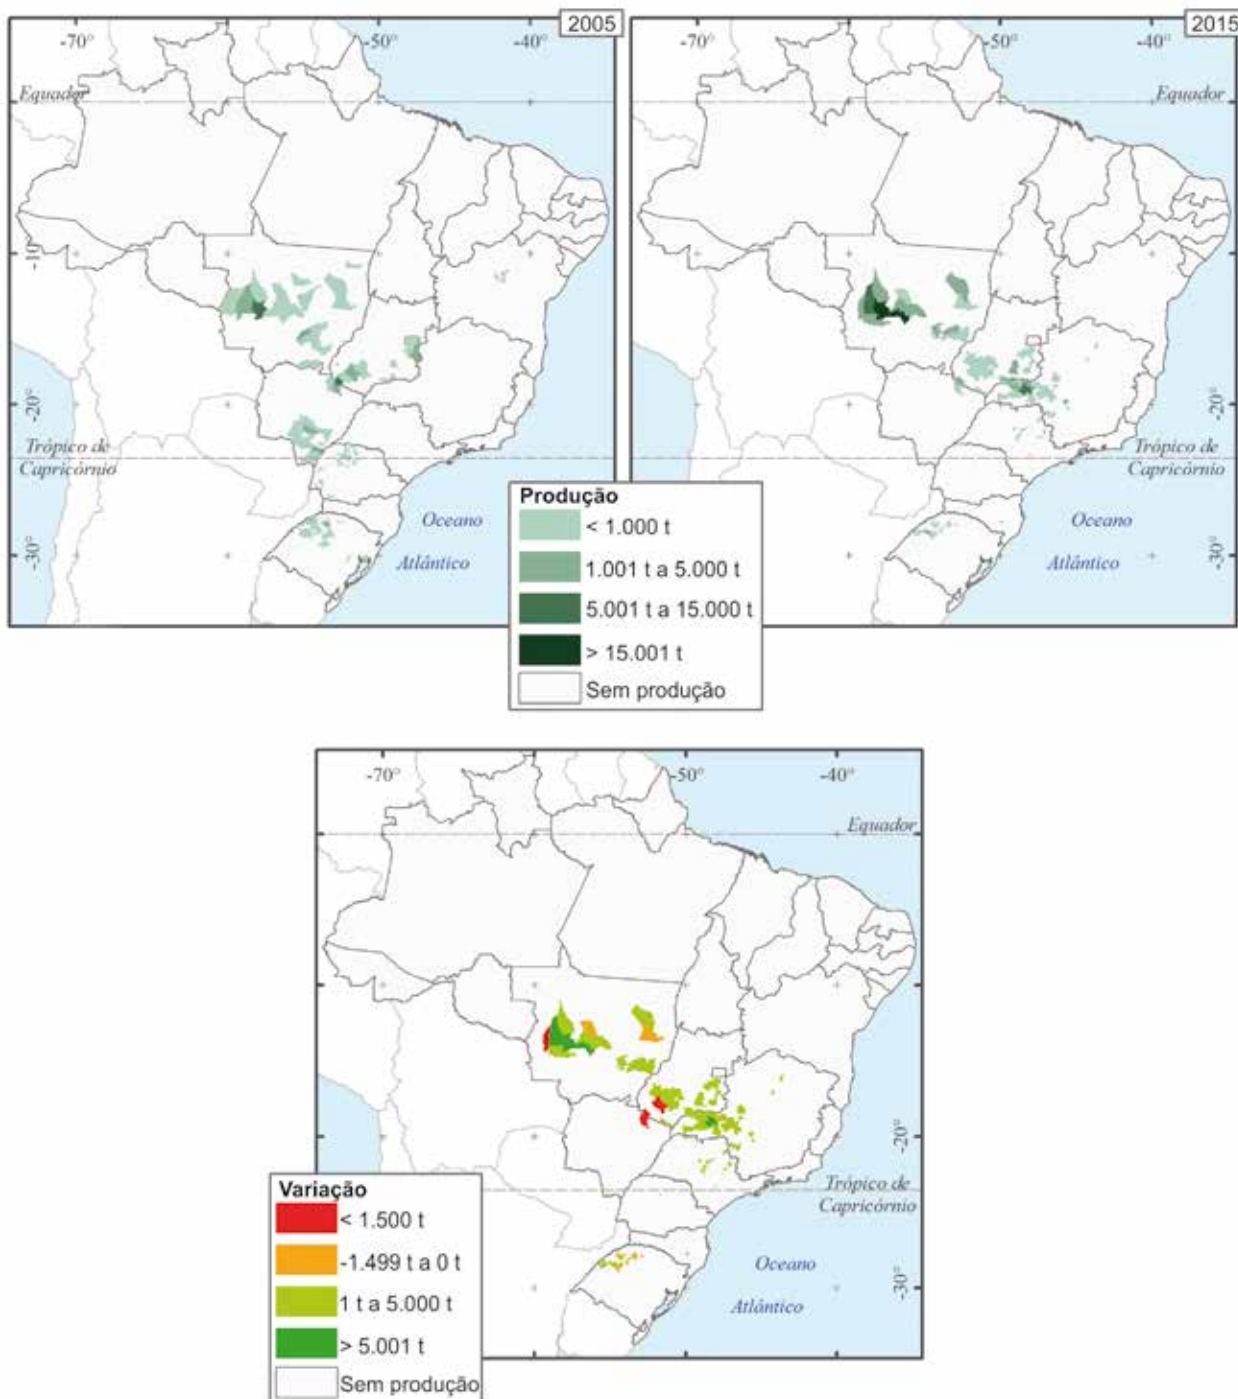 2005
-70°
-50°
-40°
Equador
-10°
-20°
Trópico de
Capricórnio
-30°
Oceano
Atlântico
2015
-70°
-50°
-40°
Equador
-10°
-20°
Trópico de
Capricórnio
-30°
Oceano
Atlântico
Produção
< 1.000 t
1.001 t a 5.000 t
5.001 t a 15.000 t
> 15.001 t
Sem produção
-70°
-50°
-40°
Equador
-20°
Trópico de
Capricórnio
-30°
Oceano
Atlântico
Variação
< 1.500 t
-1.499 t a 0 t
1 t a 5.000 t
> 5.001 t
Sem produção